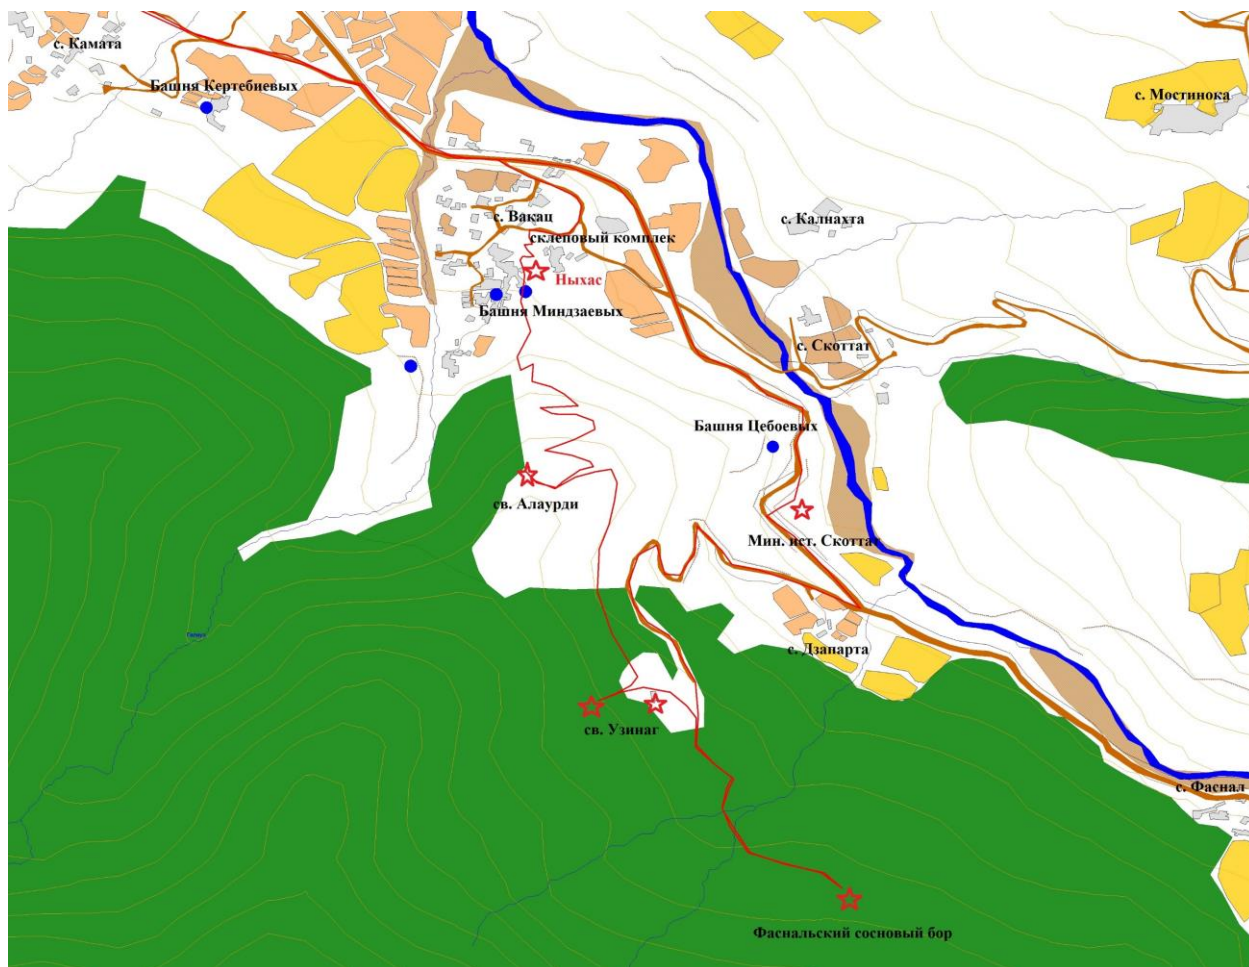 с. Камата
Башня Кертебиевых
с. Мостинока
с. Вакац
с. Калнахта
склеповый комплек
Ныхас
Башня Миндзаевых
с. Скоттат
Башня Цебоевых
св. Алаурди
Мин. ист. Скоттат
с. Дзапарта
св. Узинаг
с. Фаснал
Фаснальский сосновый бор